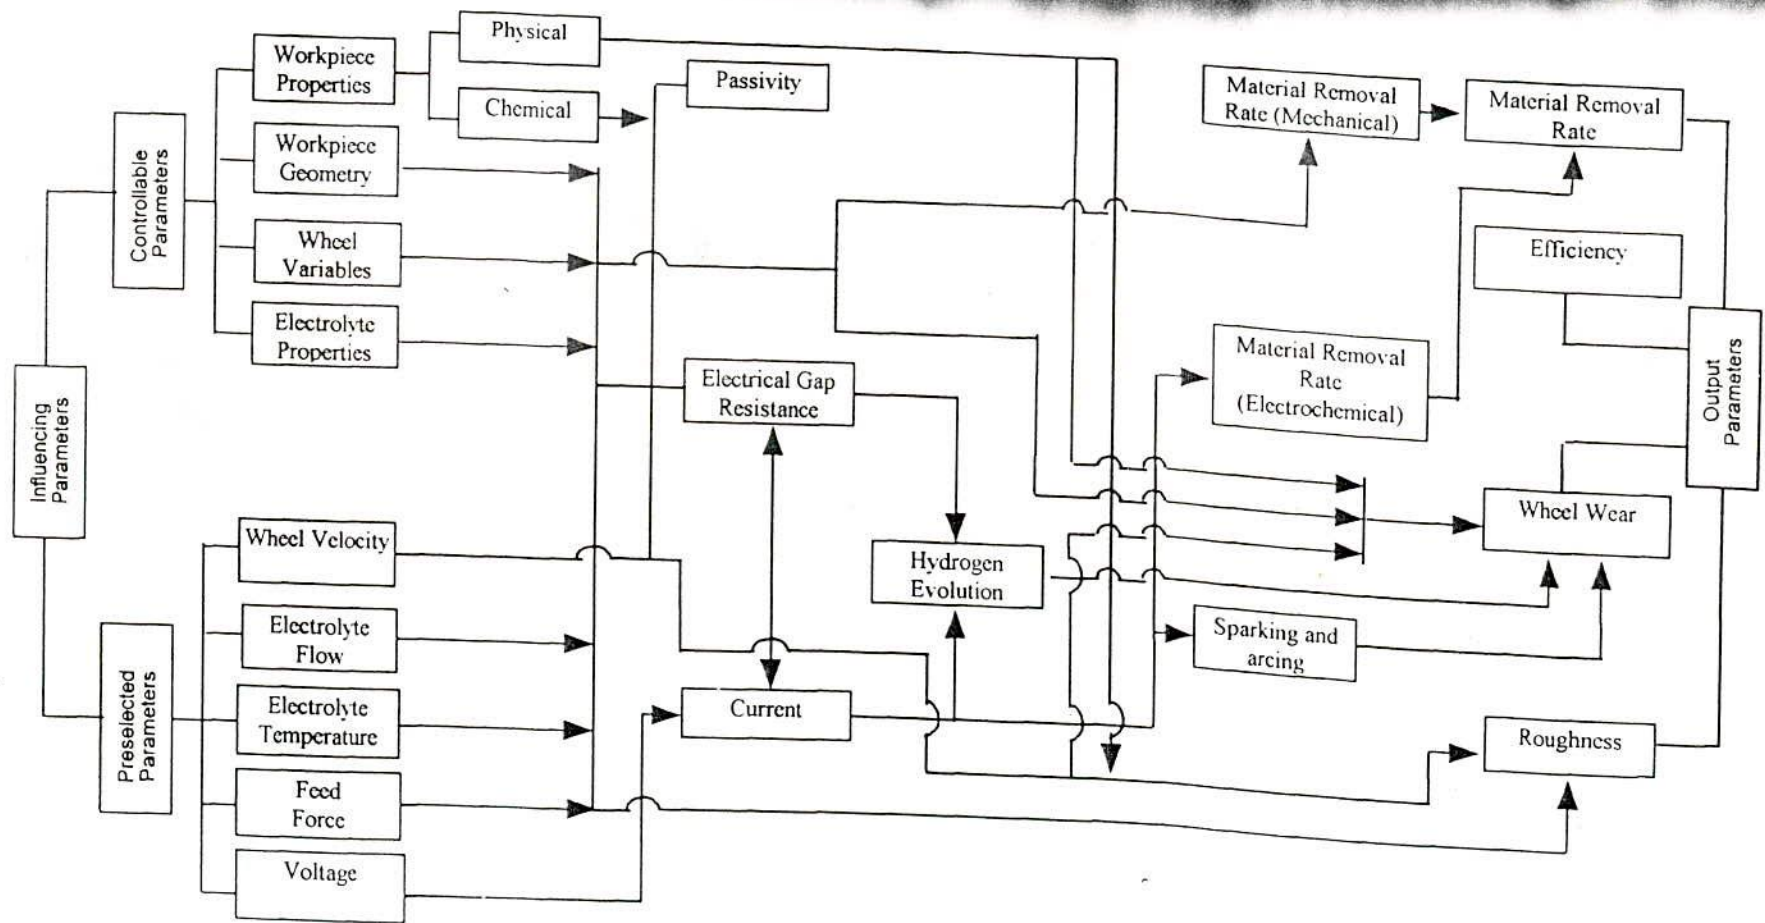 Influencing
Parameters
Controllable
Parameters
Preselected
Parameters
Workpiece
Properties
Workpiece
Geometry
Wheel
Variables
Electrolyte
Properties
Wheel Velocity
Electrolyte
Flow
Electrolyte
Temperature
Feed
Force
Voltage
Physical
Chemical
Passivity
Electrical Gap
Resistance
Current
Hydrogen
Evolution
Material Removal
Rate (Mechanical)
Material Removal
Rate
Efficiency
Material Removal
Rate
(Electrochemical)
Wheel Wear
Sparking and
arcing
Roughness
Output
Parameters